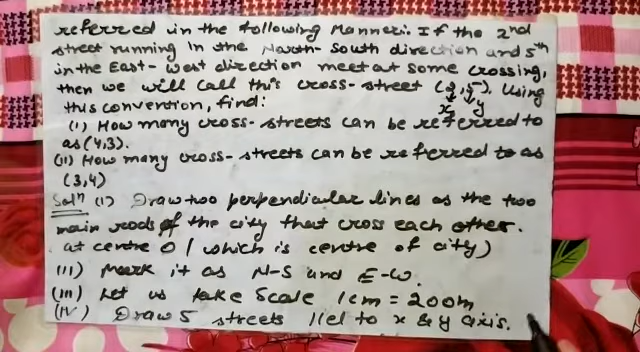 referred in the following Manner: If the 2nd
street running in the North-South direction and 5th
in the East-West direction meet at some crossing,
then we will call this cross-street (2,5). Using
this convention, find:
x y
(i) How many cross-streets can be referred to
as (4,3).
(ii) How many cross-streets can be referred to as
(3,4)
Soln (i) Draw two perpendicular lines as the two
main roads of the city that cross each other.
at centre O (which is centre of city)
(ii) Mark it as N-S and E-W.
(iii) Let us take Scale 1cm = 200m
(iv) Draw 5 streets llel to x & y axis.